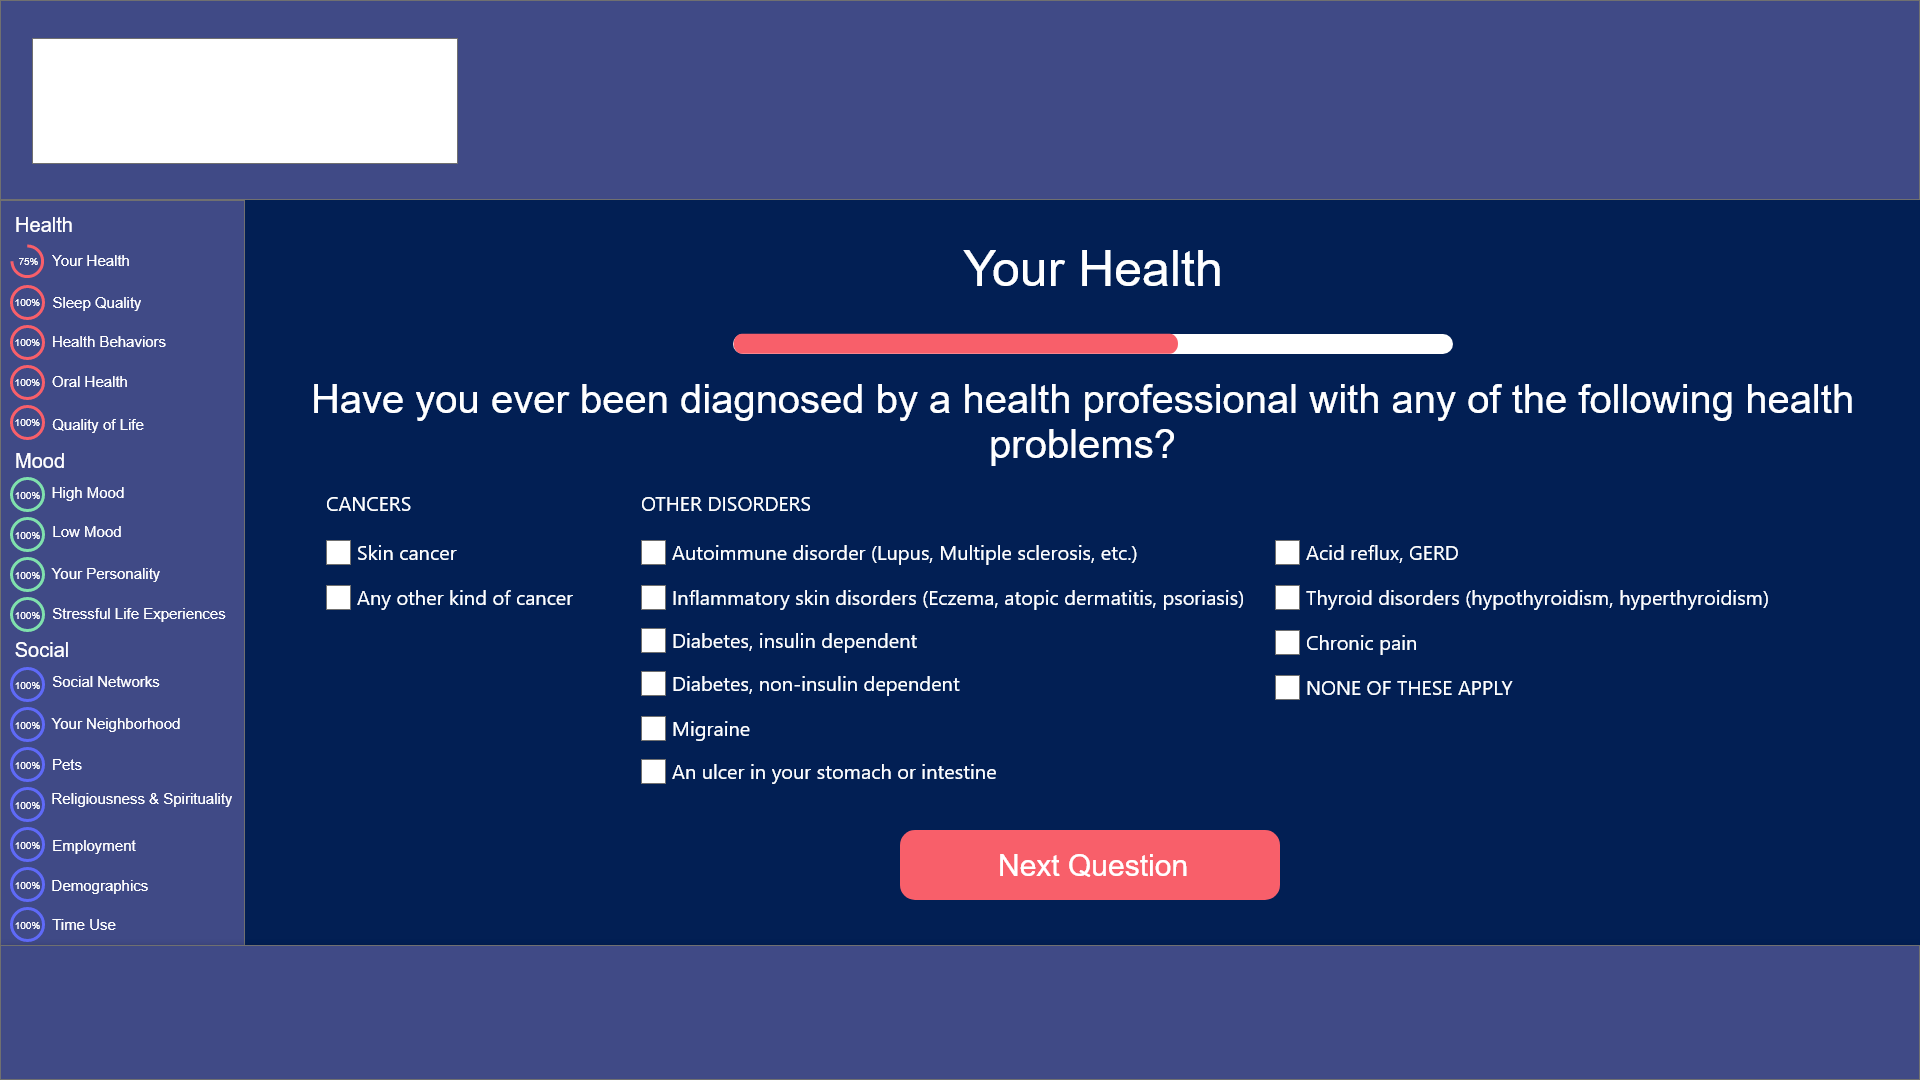 Health
75% Your Health
100% Sleep Quality
100% Health Behaviors
100% Oral Health
100% Quality of Life
Mood
100% High Mood
100% Low Mood
100% Your Personality
100% Stressful Life Experiences
Social
100% Social Networks
100% Your Neighborhood
100% Pets
100% Religiousness & Spirituality
100% Employment
100% Demographics
100% Time Use
Your Health
Have you ever been diagnosed by a health professional with any of the following health
problems?
CANCERS
Skin cancer
Any other kind of cancer
OTHER DISORDERS
Autoimmune disorder (Lupus, Multiple sclerosis, etc.)
Inflammatory skin disorders (Eczema, atopic dermatitis, psoriasis)
Diabetes, insulin dependent
Diabetes, non-insulin dependent
Migraine
An ulcer in your stomach or intestine
Acid reflux, GERD
Thyroid disorders (hypothyroidism, hyperthyroidism)
Chronic pain
NONE OF THESE APPLY
Next Question